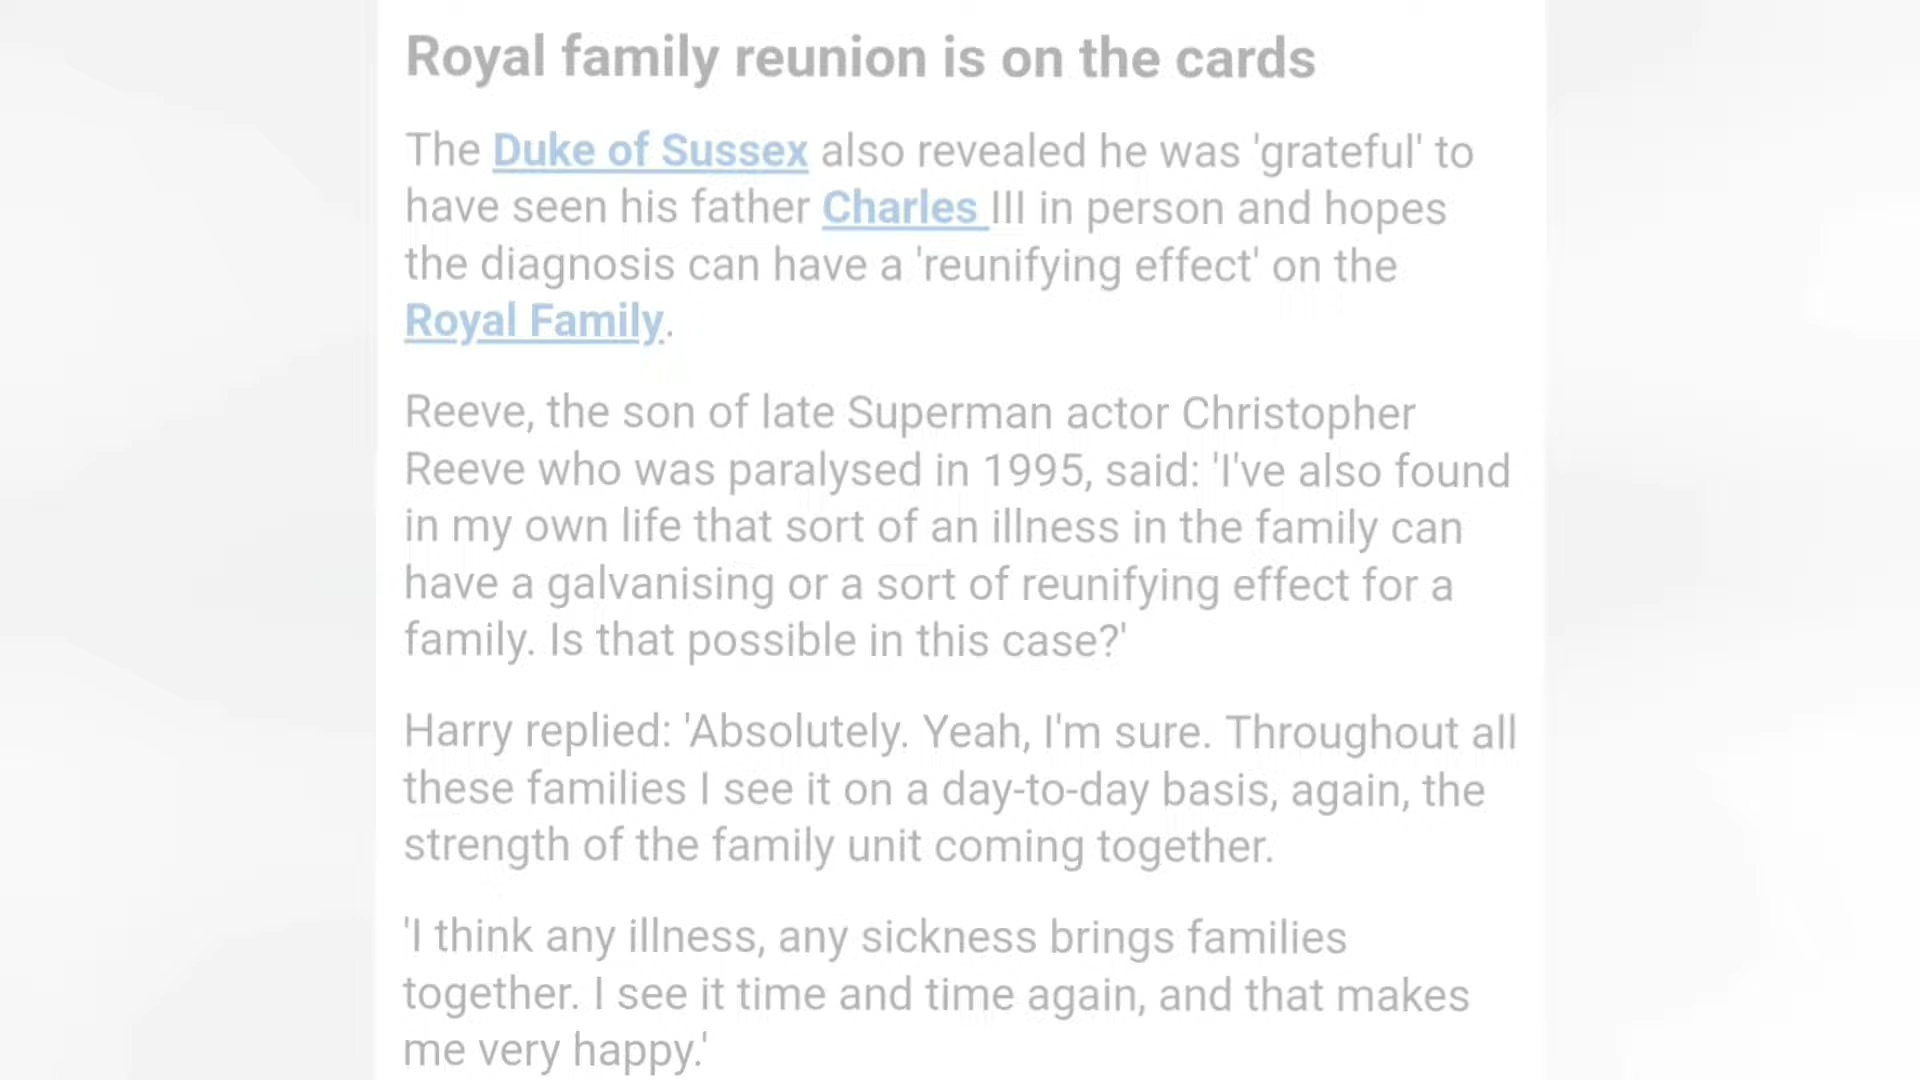 Royal family reunion is on the cards
The Duke of Sussex also revealed he was 'grateful' to
have seen his father Charles III in person and hopes
the diagnosis can have a 'reunifying effect' on the
Royal Family.
Reeve, the son of late Superman actor Christopher
Reeve who was paralysed in 1995, said: 'I've also found
in my own life that sort of an illness in the family can
have a galvanising or a sort of reunifying effect for a
family. Is that possible in this case?'
Harry replied: 'Absolutely. Yeah, I'm sure. Throughout all
these families I see it on a day-to-day basis, again, the
strength of the family unit coming together.
'I think any illness, any sickness brings families
together. I see it time and time again, and that makes
me very happy.'